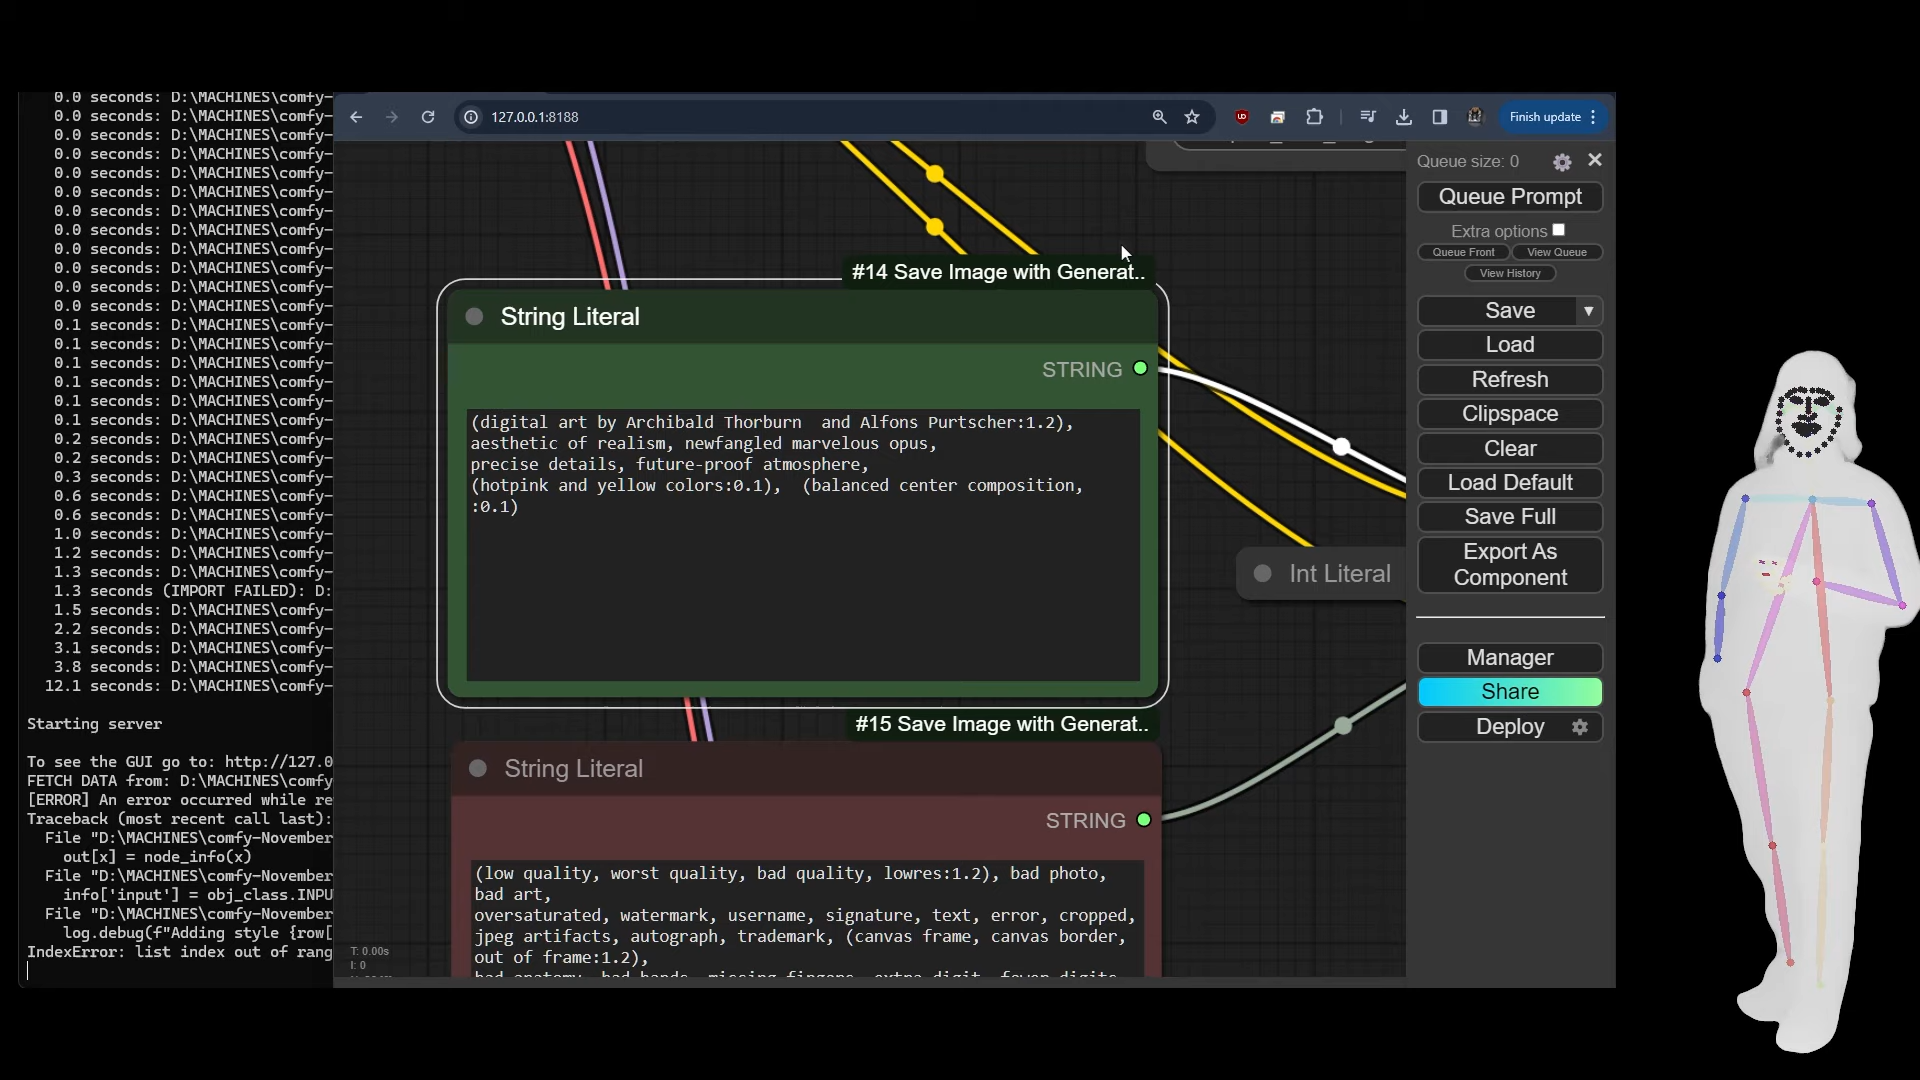 0.0 seconds: D:\MACHINES\comfy-
0.0 seconds: D:\MACHINES\comfy-
0.0 seconds: D:\MACHINES\comfy-
0.0 seconds: D:\MACHINES\comfy-
0.0 seconds: D:\MACHINES\comfy-
0.0 seconds: D:\MACHINES\comfy-
0.0 seconds: D:\MACHINES\comfy-
0.0 seconds: D:\MACHINES\comfy-
0.0 seconds: D:\MACHINES\comfy-
0.0 seconds: D:\MACHINES\comfy-
0.0 seconds: D:\MACHINES\comfy-
0.0 seconds: D:\MACHINES\comfy-
0.1 seconds: D:\MACHINES\comfy-
0.1 seconds: D:\MACHINES\comfy-
0.1 seconds: D:\MACHINES\comfy-
0.1 seconds: D:\MACHINES\comfy-
0.1 seconds: D:\MACHINES\comfy-
0.1 seconds: D:\MACHINES\comfy-
0.2 seconds: D:\MACHINES\comfy-
0.2 seconds: D:\MACHINES\comfy-
0.3 seconds: D:\MACHINES\comfy-
0.6 seconds: D:\MACHINES\comfy-
0.6 seconds: D:\MACHINES\comfy-
1.0 seconds: D:\MACHINES\comfy-
1.2 seconds: D:\MACHINES\comfy-
1.3 seconds: D:\MACHINES\comfy-
1.3 seconds (IMPORT FAILED): D:
1.5 seconds: D:\MACHINES\comfy-
2.2 seconds: D:\MACHINES\comfy-
3.1 seconds: D:\MACHINES\comfy-
3.8 seconds: D:\MACHINES\comfy-
12.1 seconds: D:\MACHINES\comfy-
Starting server
To see the GUI go to: http://127.0
FETCH DATA from: D:\MACHINES\comfy
[ERROR] An error occurred while re
Traceback (most recent call last):
File "D:\MACHINES\comfy-November
out[x] = node_info(x)
File "D:\MACHINES\comfy-November
info['input'] = obj_class.INPU
File "D:\MACHINES\comfy-November
log.debug(f"Adding style {row[
IndexError: list index out of rang
127.0.0.1:8188
Finish update
#14 Save Image with Generat..
String Literal
STRING
(digital art by Archibald Thorburn  and Alfons Purtscher:1.2),
aesthetic of realism, newfangled marvelous opus,
precise details, future-proof atmosphere,
(hotpink and yellow colors:0.1),  (balanced center composition,
:0.1)
Int Literal
#15 Save Image with Generat..
String Literal
STRING
(low quality, worst quality, bad quality, lowres:1.2), bad photo,
bad art,
oversaturated, watermark, username, signature, text, error, cropped,
jpeg artifacts, autograph, trademark, (canvas frame, canvas border,
out of frame:1.2),
bad anatomy, bad hands, missing fingers, extra digit, fewer digits,
T: 0.00s
I: 0
Queue size: 0
Queue Prompt
Extra options
Queue Front
View Queue
View History
Save
Load
Refresh
Clipspace
Clear
Load Default
Save Full
Export As
Component
Manager
Share
Deploy